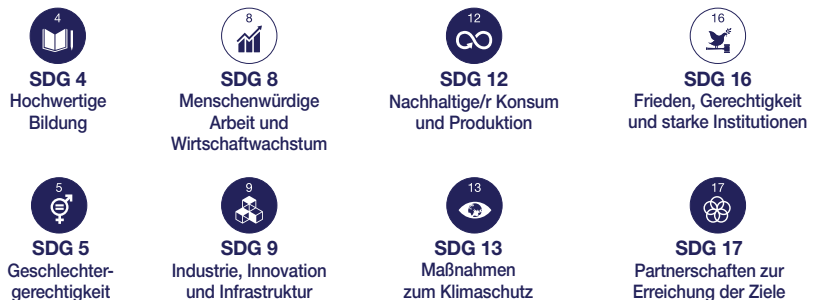 4
SDG 4
Hochwertige
Bildung
8
SDG 8
Menschenwürdige
Arbeit und
Wirtschaftwachstum
12
SDG 12
Nachhaltige/r Konsum
und Produktion
16
SDG 16
Frieden, Gerechtigkeit
und starke Institutionen
5
SDG 5
Geschlechter-
gerechtigkeit
9
SDG 9
Industrie, Innovation
und Infrastruktur
13
SDG 13
Maßnahmen
zum Klimaschutz
17
SDG 17
Partnerschaften zur
Erreichung der Ziele